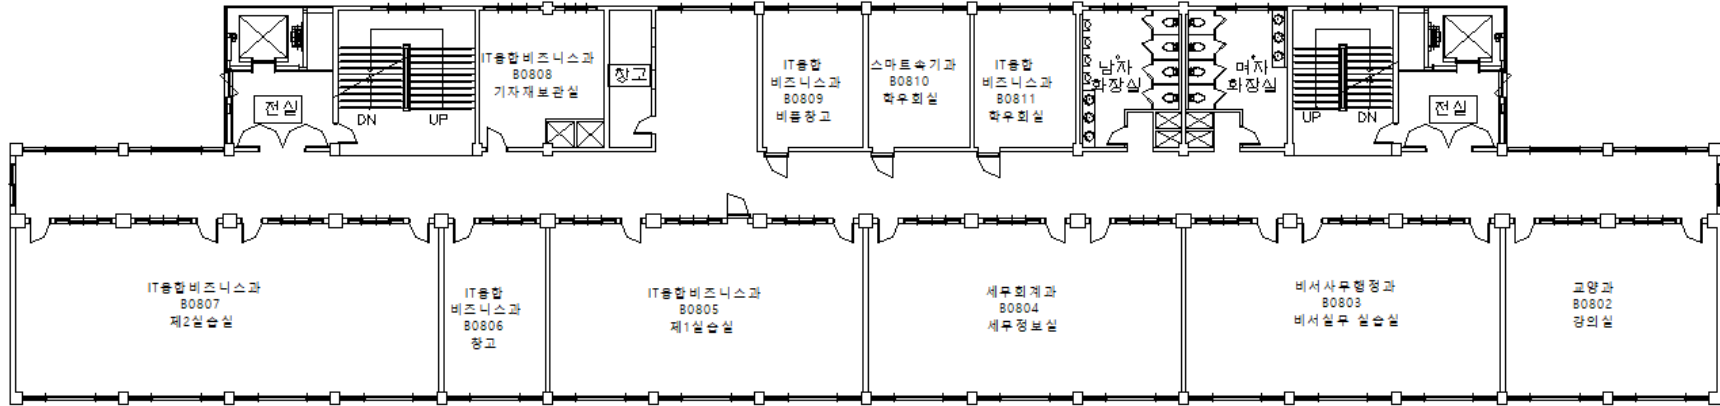 IT융합비즈니스과
B0808
기자재보관실
창고
IT융합
비즈니스과
B0809
비품창고
스마트속기과
B0810
학우회실
IT융합
비즈니스과
B0811
학우회실
남자
화장실
여자
화장실
전실
DN
UP
UP
DN
전실
IT융합비즈니스과
B0807
제2실습실
IT융합
비즈니스과
B0806
창고
IT융합비즈니스과
B0805
제1실습실
세무회계과
B0804
세무정보실
비서사무행정과
B0803
비서실무 실습실
교양과
B0802
강의실